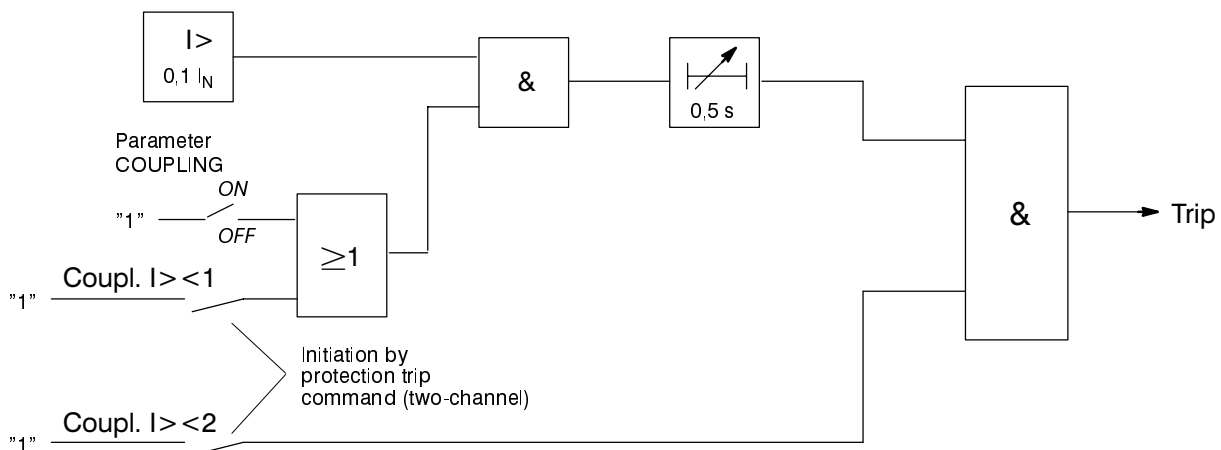 I>
0,1 I_N
&
0,5 s
Parameter
COUPLING
ON
"1"
OFF
≥1
&
Trip
Coupl. I><1
"1"
Initiation by
protection trip
command (two-channel)
Coupl. I><2
"1"